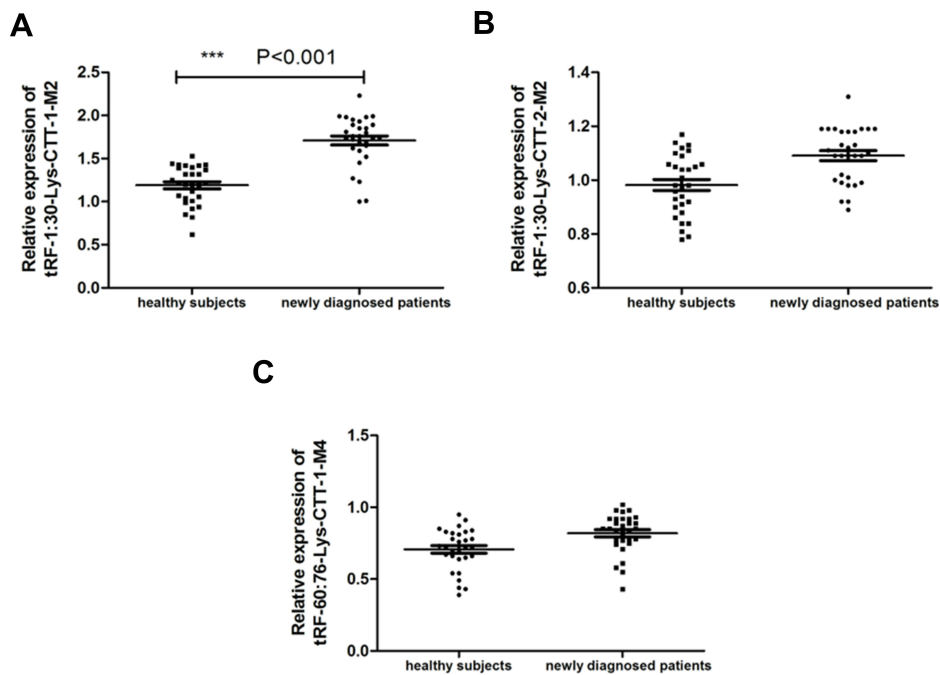 A
*** P<0.001
Relative expression of
tRF-1:30-Lys-CTT-1-M2
2.5
2.0
1.5
1.0
0.5
0.0
healthy subjects
newly diagnosed patients
B
Relative expression of
tRF-1:30-Lys-CTT-2-M2
1.4
1.2
1.0
0.8
0.6
healthy subjects
newly diagnosed patients
C
Relative expression of
tRF-60:76-Lys-CTT-1-M4
1.5
1.0
0.5
0.0
healthy subjects
newly diagnosed patients